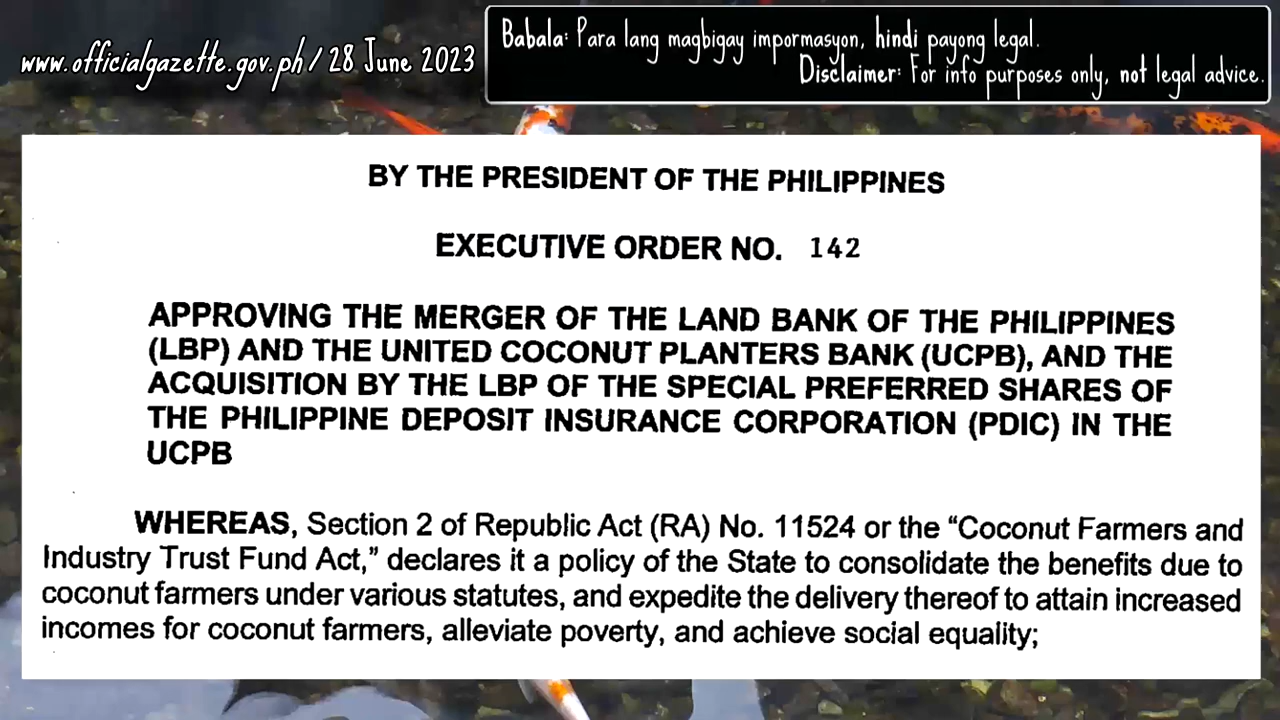 www.officialgazette.gov.ph / 28 June 2023
Babala: Para lang magbigay impormasyon, hindi payong legal.
Disclaimer: For info purposes only, not legal advice.
BY THE PRESIDENT OF THE PHILIPPINES
EXECUTIVE ORDER NO. 142
APPROVING THE MERGER OF THE LAND BANK OF THE PHILIPPINES
(LBP) AND THE UNITED COCONUT PLANTERS BANK (UCPB), AND THE
ACQUISITION BY THE LBP OF THE SPECIAL PREFERRED SHARES OF
THE PHILIPPINE DEPOSIT INSURANCE CORPORATION (PDIC) IN THE
UCPB
WHEREAS, Section 2 of Republic Act (RA) No. 11524 or the “Coconut Farmers and
Industry Trust Fund Act,” declares it a policy of the State to consolidate the benefits due to
coconut farmers under various statutes, and expedite the delivery thereof to attain increased
incomes for coconut farmers, alleviate poverty, and achieve social equality;